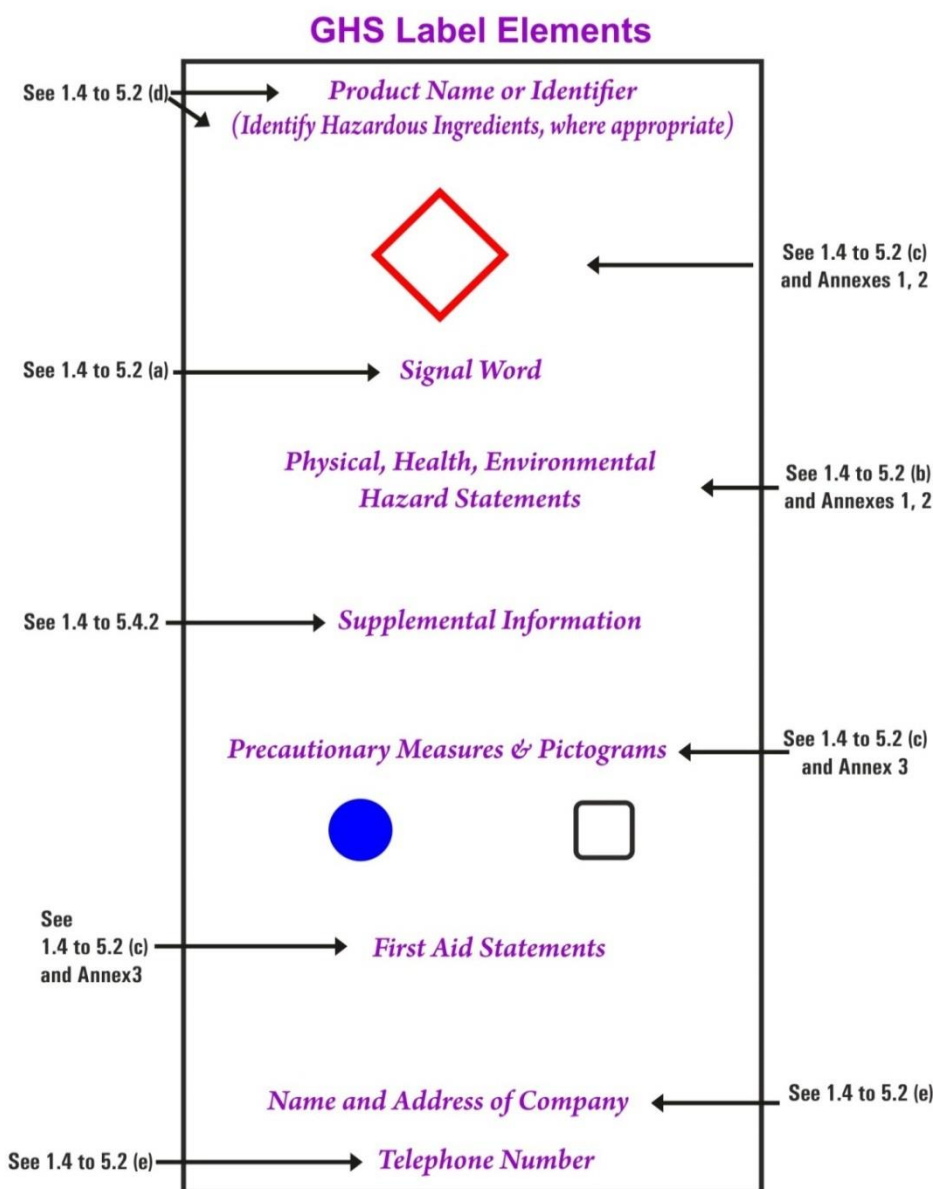 GHS Label Elements
See 1.4 to 5.2 (d)
Product Name or Identifier
(Identify Hazardous Ingredients, where appropriate)
See 1.4 to 5.2 (c)
and Annexes 1, 2
See 1.4 to 5.2 (a)
Signal Word
Physical, Health, Environmental
Hazard Statements
See 1.4 to 5.2 (b)
and Annexes 1, 2
See 1.4 to 5.4.2
Supplemental Information
Precautionary Measures & Pictograms
See 1.4 to 5.2 (c)
and Annex 3
See
1.4 to 5.2 (c)
and Annex3
First Aid Statements
Name and Address of Company
See 1.4 to 5.2 (e)
See 1.4 to 5.2 (e)
Telephone Number